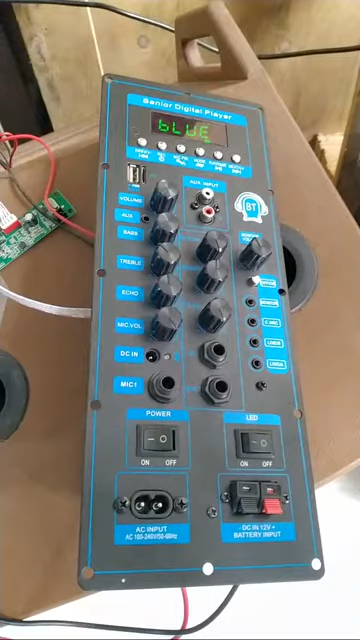 Senior Digital Player
bLUE
AUX INPUT
VOLUME
AUX
BT
BASS
TREBLE
ECHO
MIC.VOL
DC IN
MIC1
POWER
LED
ON OFF
ON OFF
AC INPUT
AC 100-240V/50-60Hz
- DC IN 12V +
BATTERY INPUT